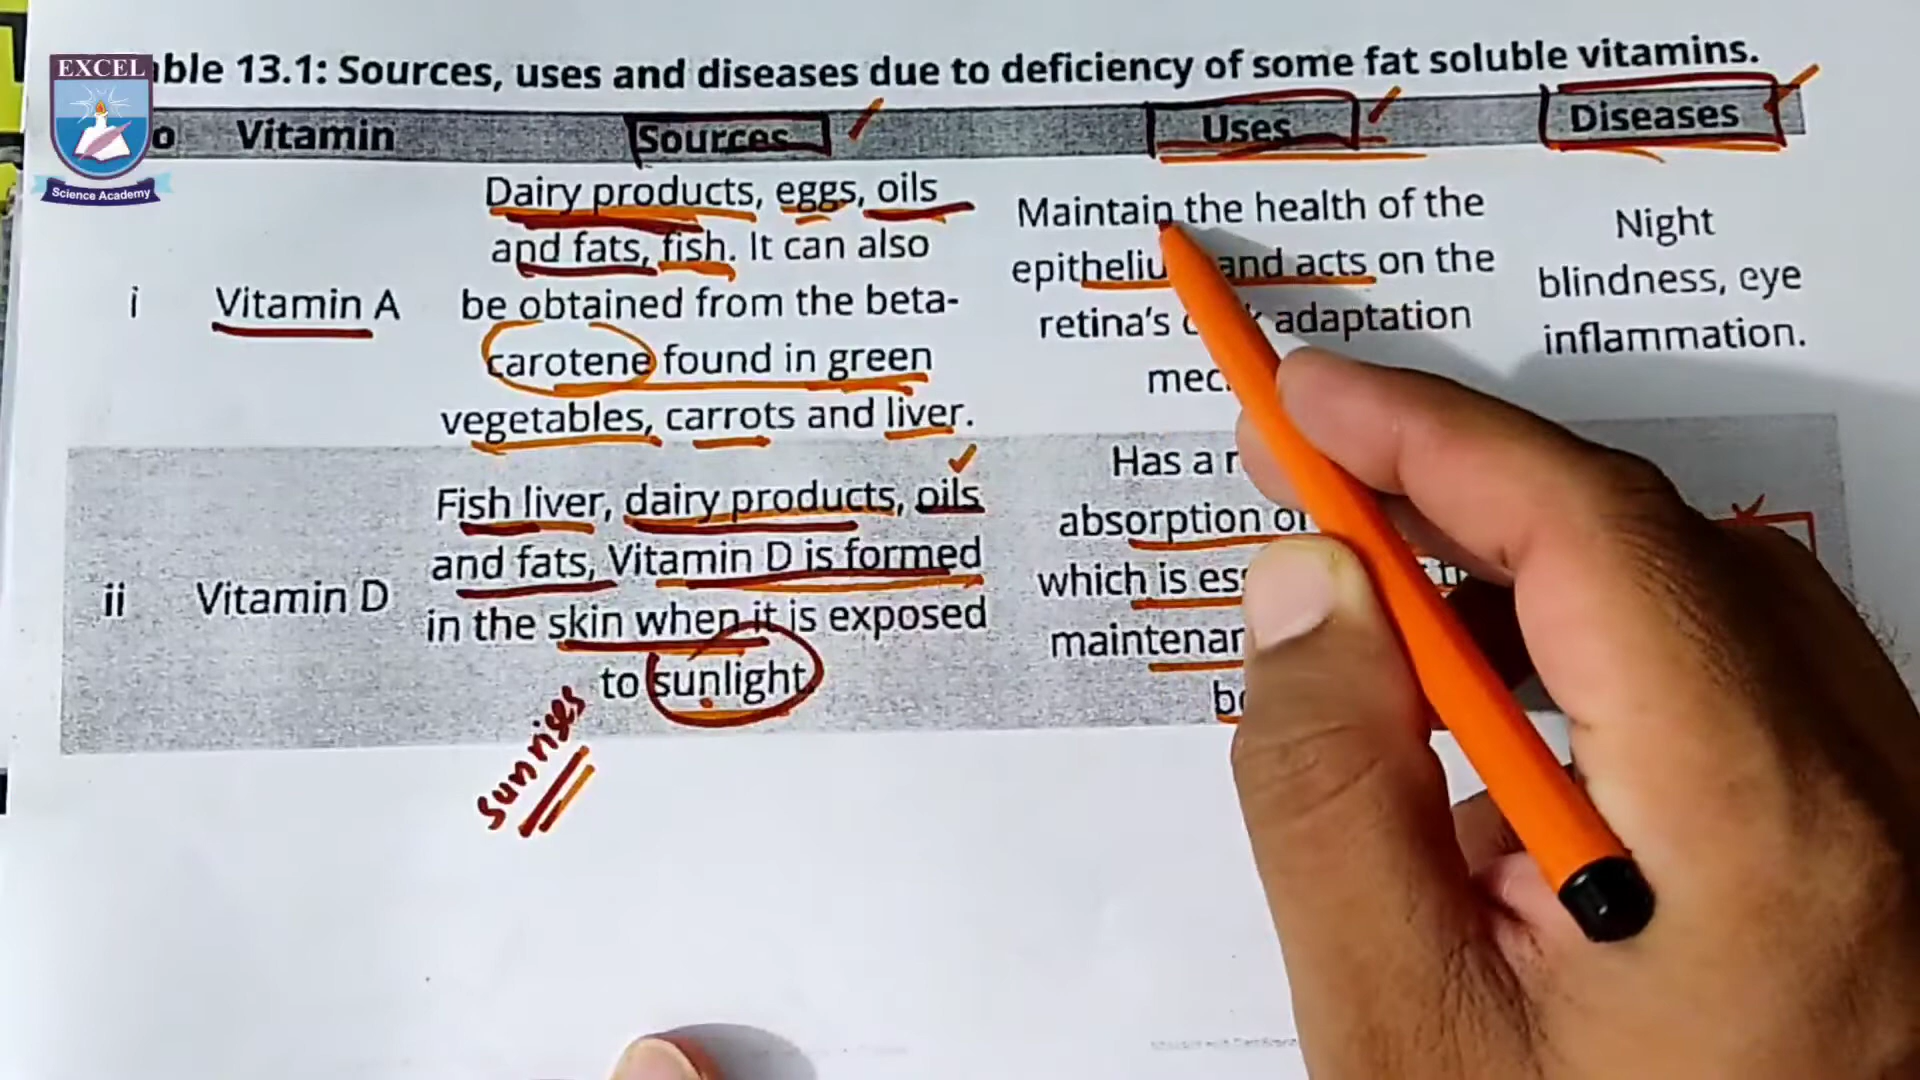 EXCEL
Science Academy
ble 13.1: Sources, uses and diseases due to deficiency of some fat soluble vitamins.
o Vitamin Sources Uses Diseases
i
Vitamin A
Dairy products, eggs, oils
and fats, fish. It can also
be obtained from the beta-
carotene found in green
vegetables, carrots and liver.
Maintain the health of the
and acts on the
retina's adaptation
Night
blindness, eye
inflammation.
ii
Vitamin D
Fish liver, dairy products, oils
and fats, Vitamin D is formed
in the skin when it is exposed
to sunlight
Has a
absorption
which is
sunrises